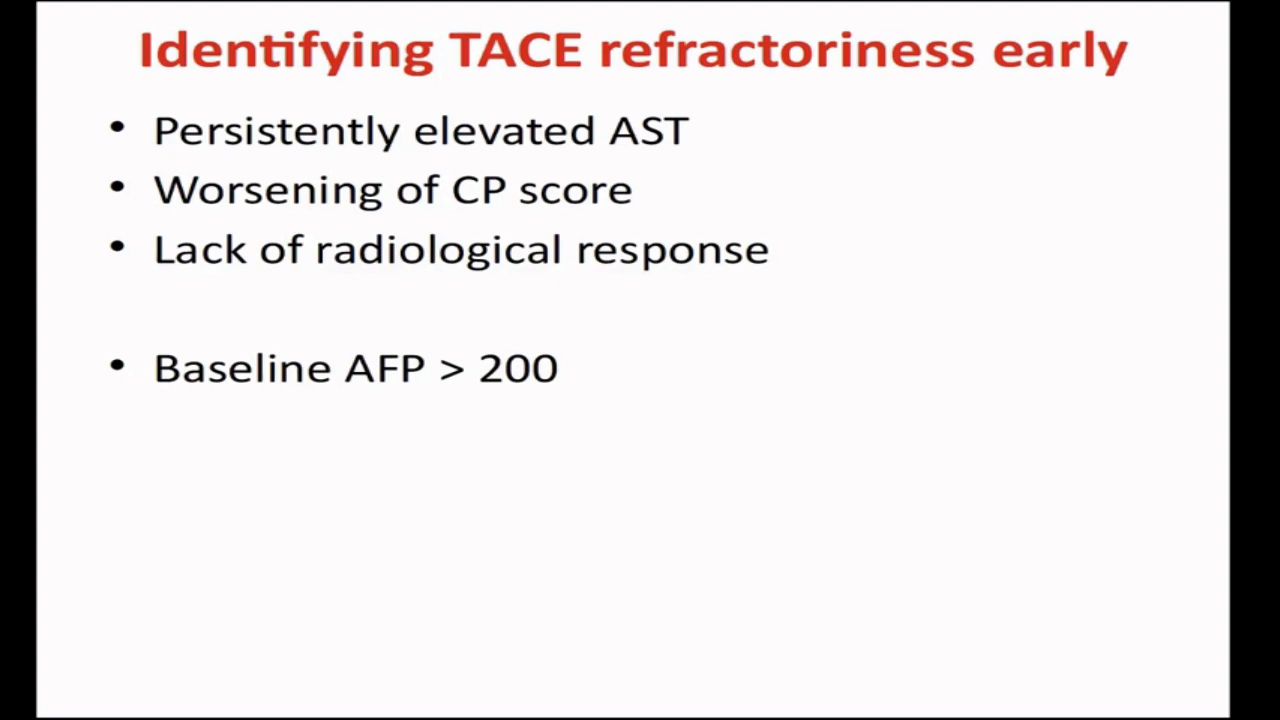 Identifying TACE refractoriness early
• Persistently elevated AST
• Worsening of CP score
• Lack of radiological response
• Baseline AFP > 200